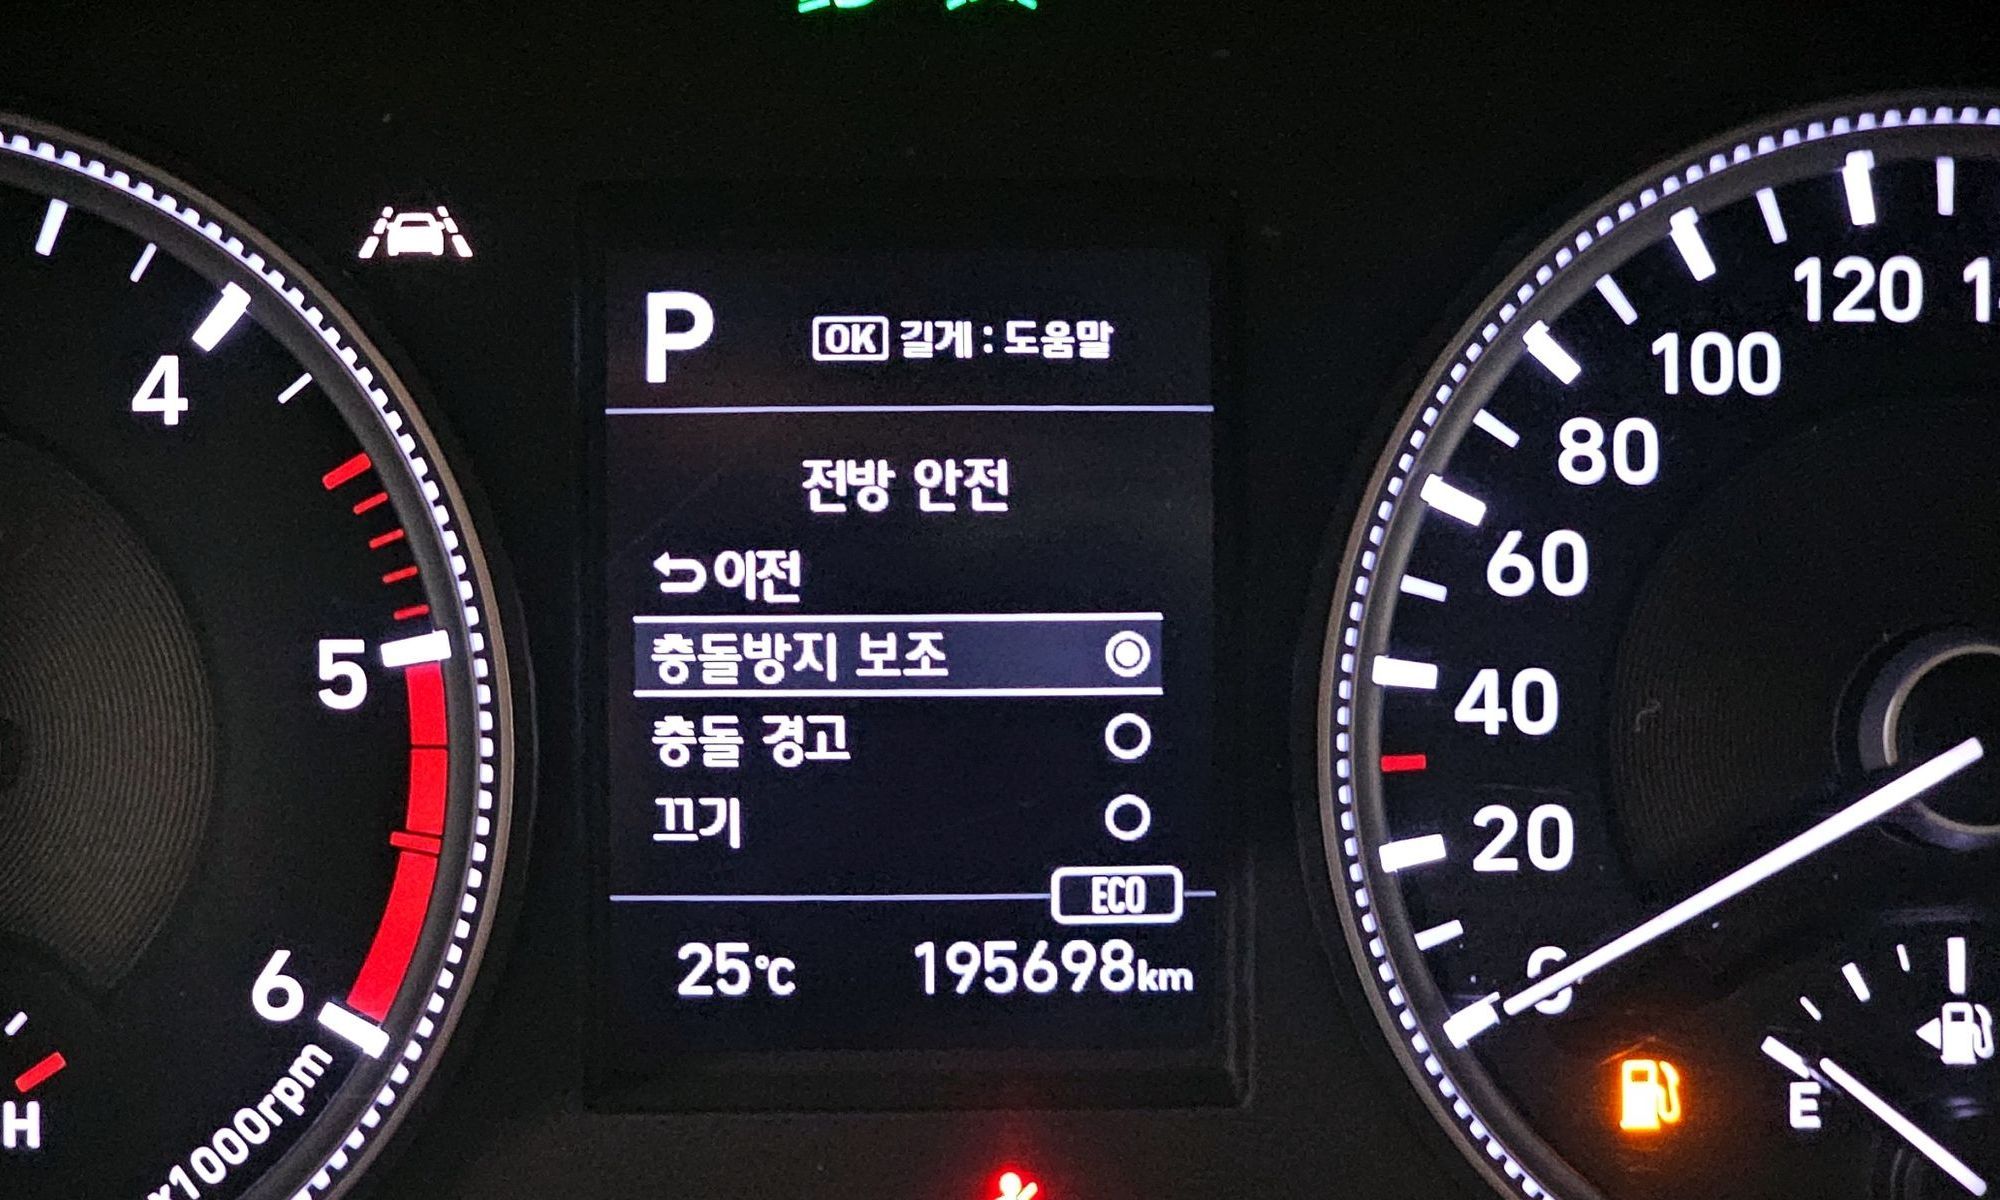 P
OK 길게 : 도움말
전방 안전
이전
충돌방지 보조
충돌 경고
끄기
ECO
25℃ 195698km
4
5
6
x1000rpm
H
120
100
80
60
40
20
0
E